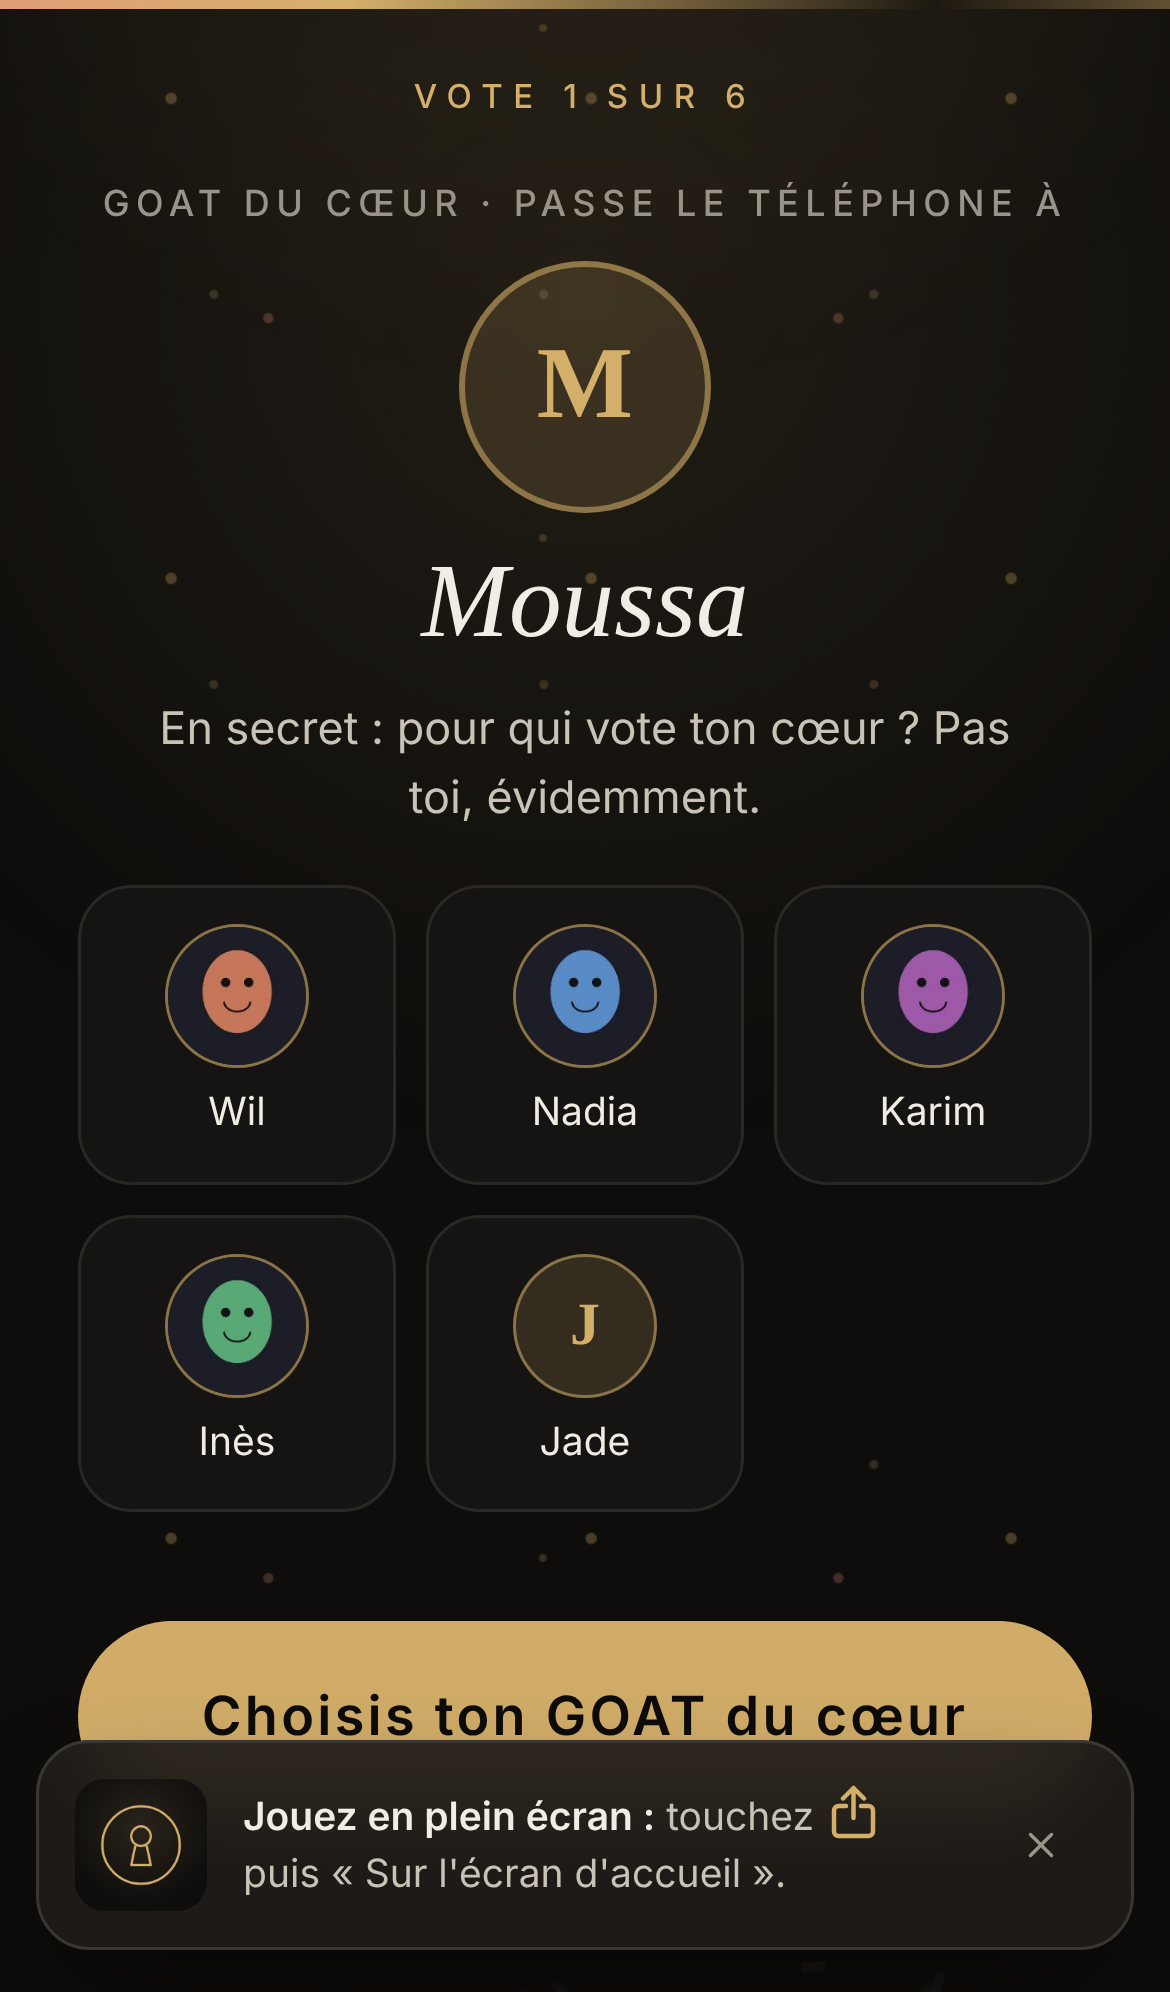 VOTE 1 SUR 6
GOAT DU CŒUR · PASSE LE TÉLÉPHONE À
M
Moussa
En secret : pour qui vote ton cœur ? Pas
toi, évidemment.
Wil
Nadia
Karim
Inès
J
Jade
Choisis ton GOAT du cœur
Jouez en plein écran : touchez
puis « Sur l'écran d'accueil ».